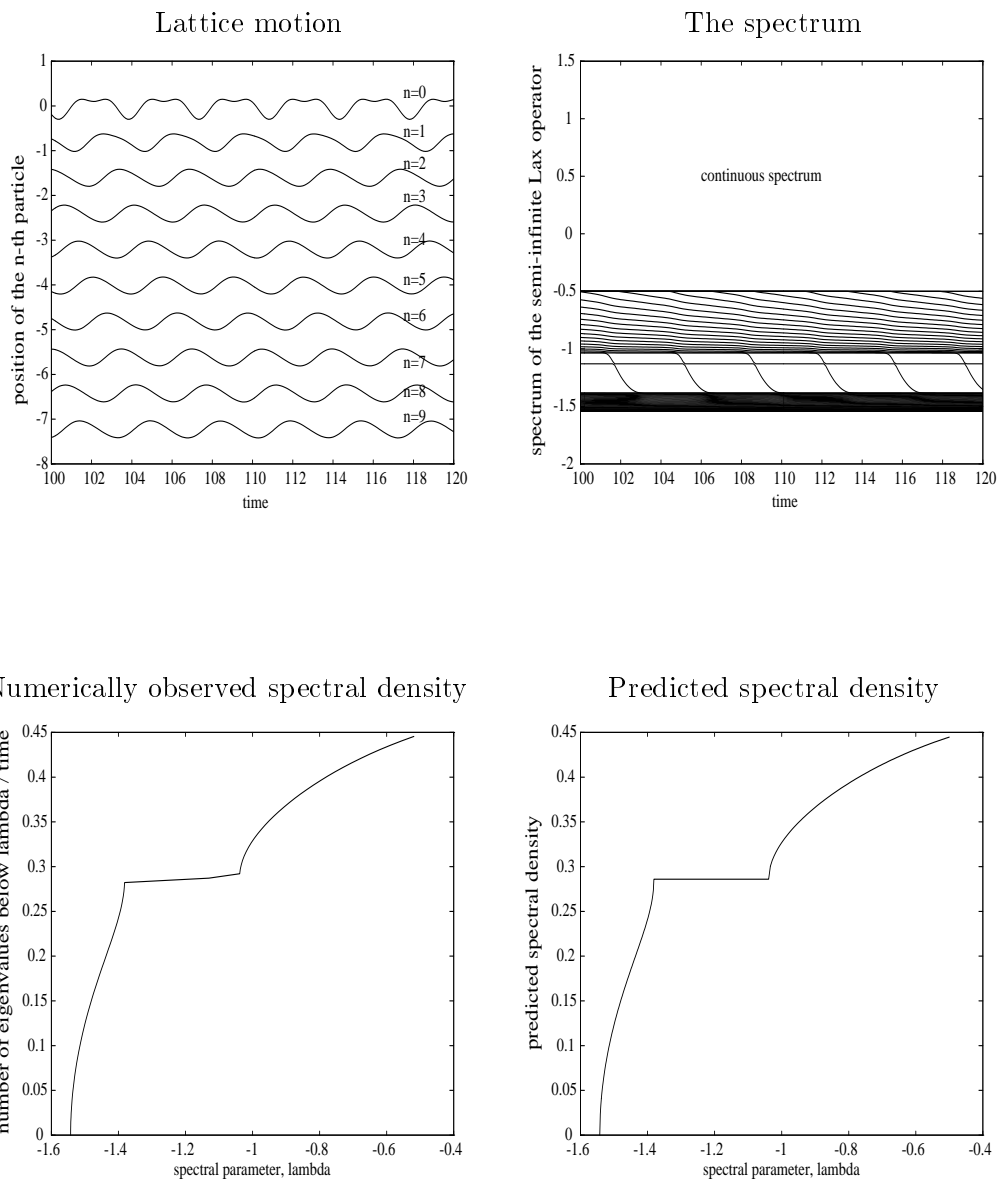 Lattice motion
position of the n-th particle
1
0
-1
-2
-3
-4
-5
-6
-7
-8
n=0
n=1
n=2
n=3
n=4
n=5
n=6
n=7
n=8
n=9
100 102 104 106 108 110 112 114 116 118 120
time
The spectrum
spectrum of the semi-infinite Lax operator
1.5
1
0.5
0
-0.5
-1
-1.5
-2
continuous spectrum
100 102 104 106 108 110 112 114 116 118 120
time
Numerically observed spectral density
number of eigenvalues below lambda / time
0.45
0.4
0.35
0.3
0.25
0.2
0.15
0.1
0.05
0
-1.6 -1.4 -1.2 -1 -0.8 -0.6 -0.4
spectral parameter, lambda
Predicted spectral density
predicted spectral density
0.45
0.4
0.35
0.3
0.25
0.2
0.15
0.1
0.05
0
-1.6 -1.4 -1.2 -1 -0.8 -0.6 -0.4
spectral parameter, lambda